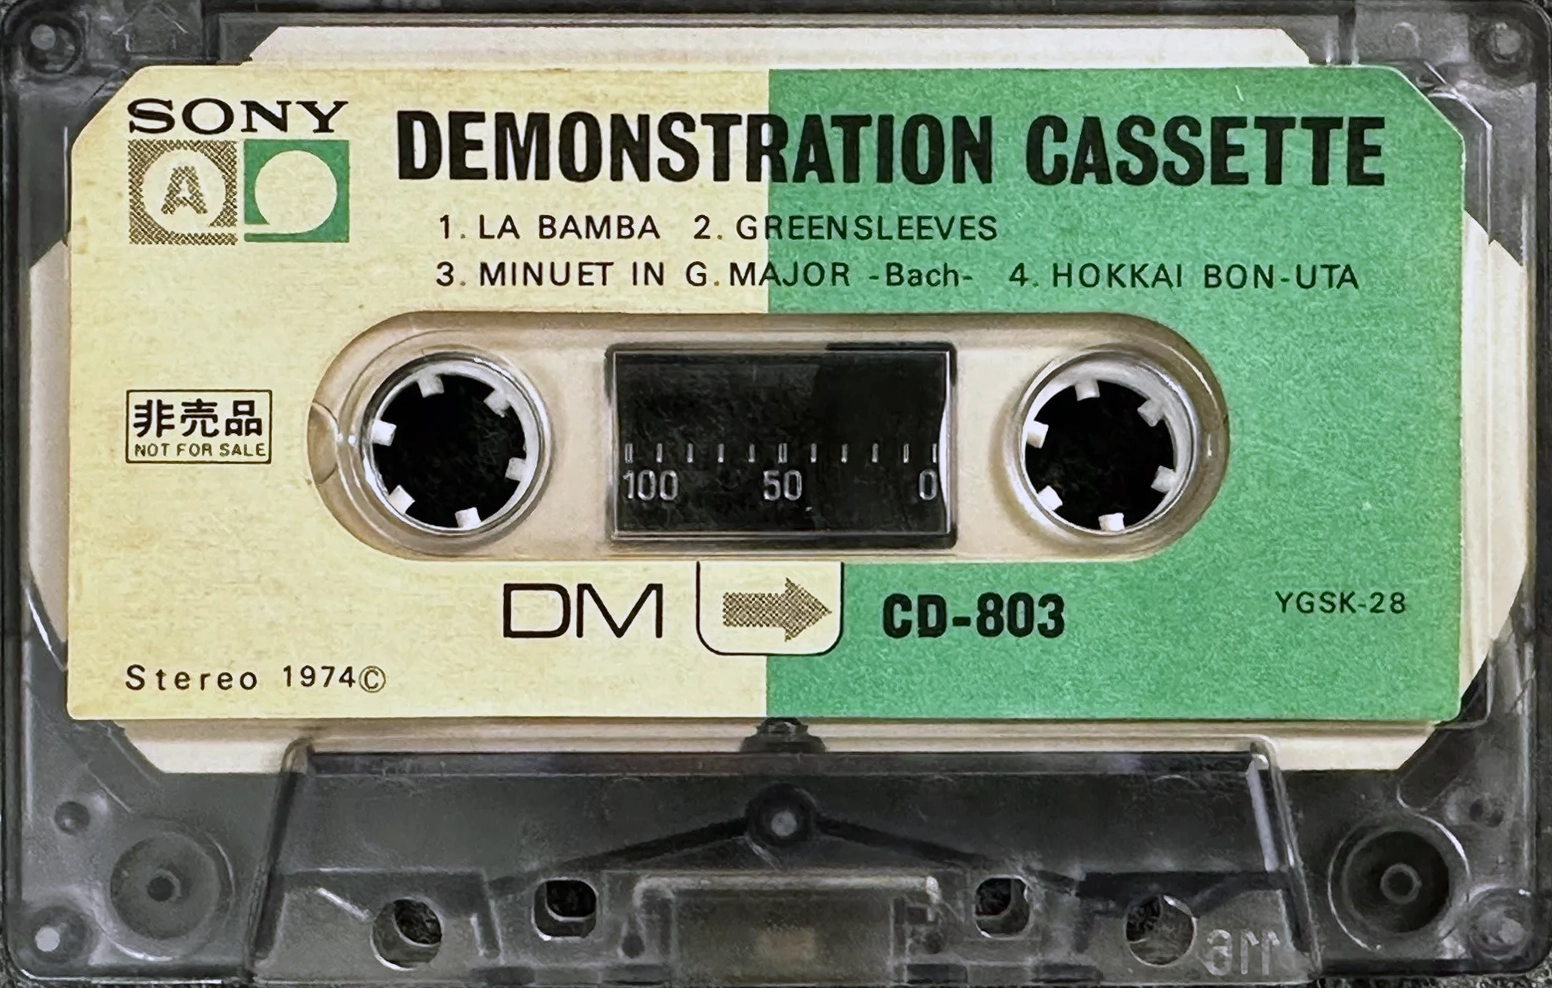 SONY
A
DEMONSTRATION CASSETTE
1. LA BAMBA 2. GREENSLEEVES
3. MINUET IN G. MAJOR -Bach- 4. HOKKAI BON-UTA
非売品
NOT FOR SALE
100 50 0
DM CD-803
YGSK-28
Stereo 1974©